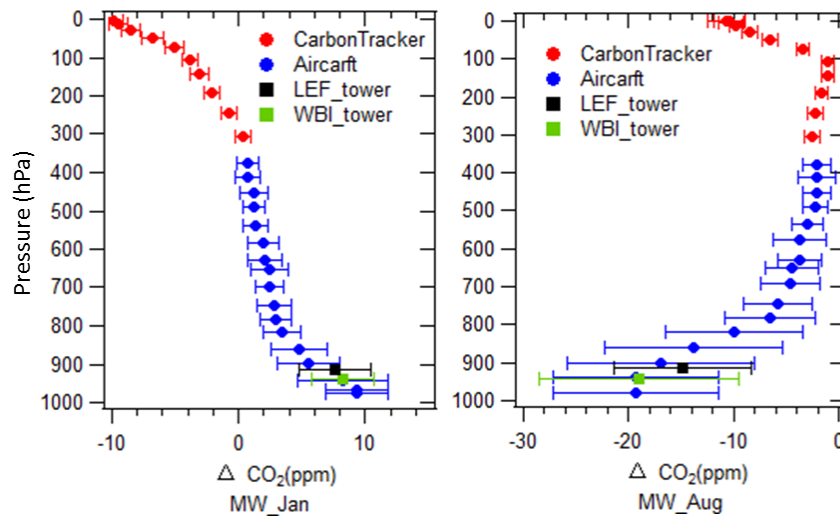 0
100
200
300
400
500
600
700
800
900
1000
Pressure (hPa)
CarbonTracker
Aircarft
LEF_tower
WBI_tower
-10
0
10
△ CO₂(ppm)
MW_Jan
0
100
200
300
400
500
600
700
800
900
1000
CarbonTracker
Aircarft
LEF_tower
WBI_tower
-30
-20
-10
0
△ CO₂(ppm)
MW_Aug